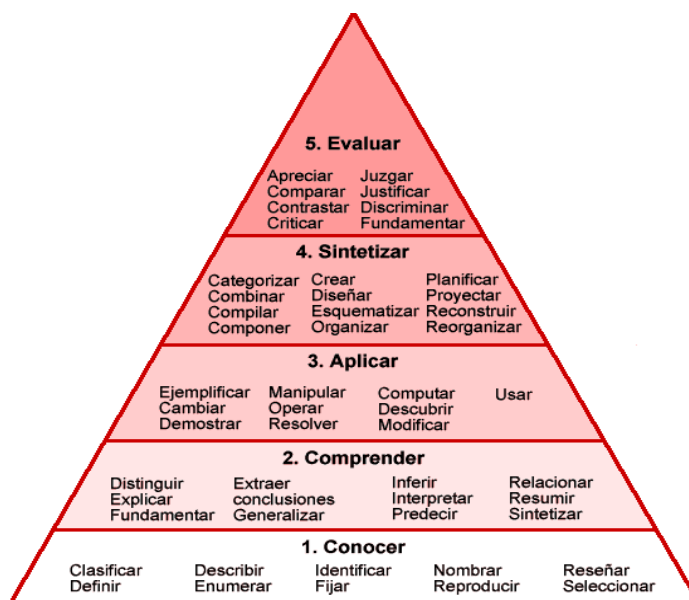 5. Evaluar
Apreciar Juzgar
Comparar Justificar
Contrastar Discriminar
Criticar Fundamentar
4. Sintetizar
Categorizar Crear Planificar
Combinar Diseñar Proyectar
Compilar Esquematizar Reconstruir
Componer Organizar Reorganizar
3. Aplicar
Ejemplificar Manipular Computar Usar
Cambiar Operar Descubrir
Demostrar Resolver Modificar
2. Comprender
Distinguir Extraer Inferir Relacionar
Explicar conclusiones Interpretar Resumir
Fundamentar Generalizar Predecir Sintetizar
1. Conocer
Clasificar Describir Identificar Nombrar Reseñar
Definir Enumerar Fijar Reproducir Seleccionar